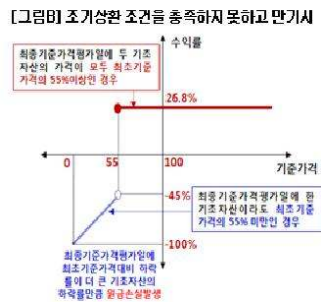 [그림B] 조기상환 조건을 충족하지 못하고 만기시
수익률
최종기준가격평가일에 두 기초
자산의 가격이 모두 최초기준
가격의 55%이상인 경우
26.8%
0
55
100
기준가격
-45%
최종기준가격평가일에 한
기초자산이라도 최초기준
가격의 55%미만인 경우
-100%
최종기준가격평가일에
최초기준가격대비 하락
률이 더 큰 기초자산의
하락률만큼 원금손실발생